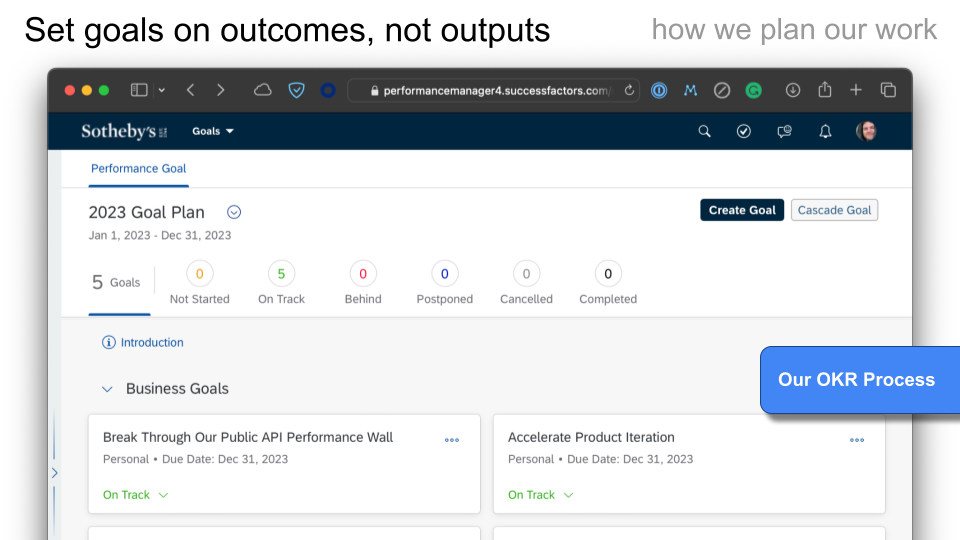 Set goals on outcomes, not outputs
how we plan our work
performancemanager4.successfactors.com/
Sotheby's
Goals
Performance Goal
2023 Goal Plan
Create Goal
Cascade Goal
Jan 1, 2023 - Dec 31, 2023
5 Goals
0
5
0
0
0
0
Not Started
On Track
Behind
Postponed
Cancelled
Completed
Introduction
Our OKR Process
Business Goals
Break Through Our Public API Performance Wall
Personal • Due Date: Dec 31, 2023
On Track
Accelerate Product Iteration
Personal • Due Date: Dec 31, 2023
On Track